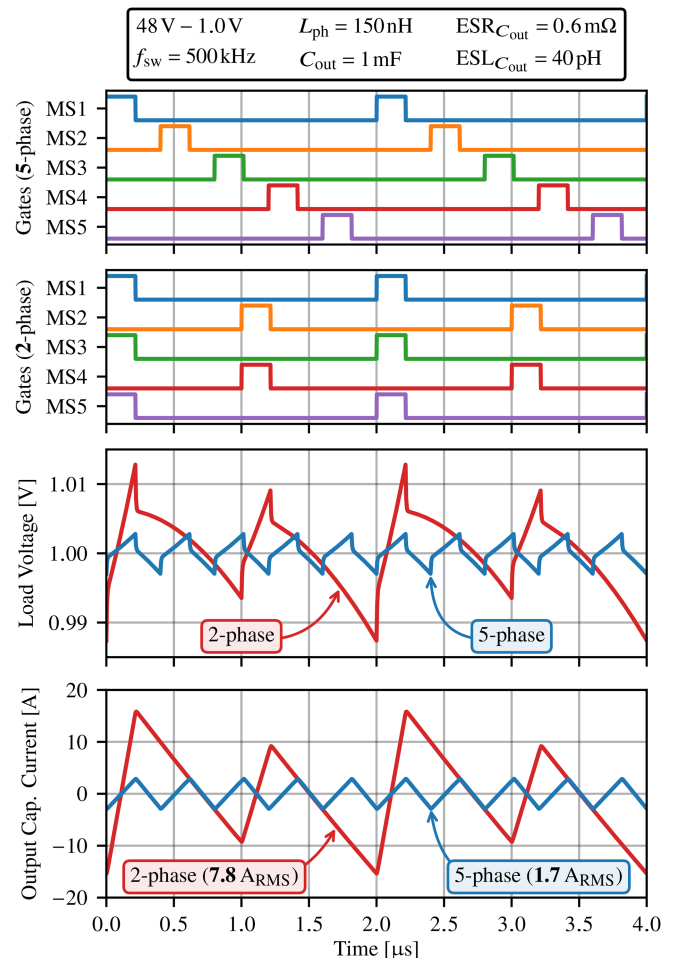 48 V − 1.0 V L_ph = 150 nH ESR_{C_out} = 0.6 mΩ
f_sw = 500 kHz C_out = 1 mF ESL_{C_out} = 40 pH
Gates (5-phase)
MS1
MS2
MS3
MS4
MS5
Gates (2-phase)
MS1
MS2
MS3
MS4
MS5
Load Voltage [V]
1.01
1.00
0.99
2-phase
5-phase
Output Cap. Current [A]
20
10
0
−10
−20
2-phase (7.8 A_RMS)
5-phase (1.7 A_RMS)
0.0 0.5 1.0 1.5 2.0 2.5 3.0 3.5 4.0
Time [μs]